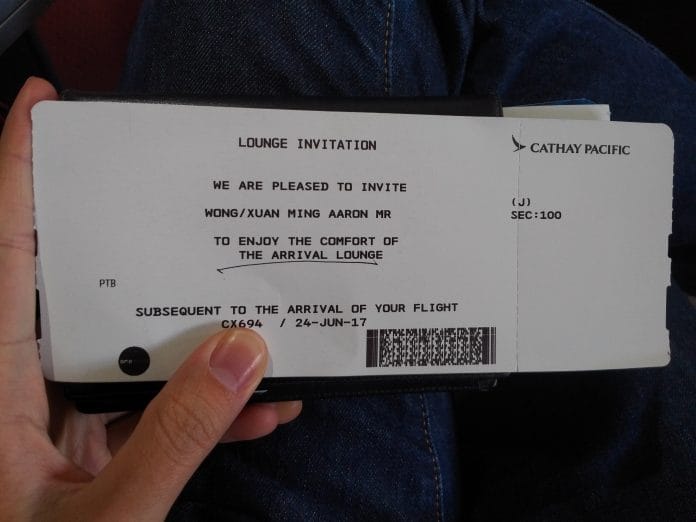 LOUNGE INVITATION
CATHAY PACIFIC
WE ARE PLEASED TO INVITE
WONG/XUAN MING AARON MR
(J)
SEC:100
TO ENJOY THE COMFORT OF
THE ARRIVAL LOUNGE
PTB
SUBSEQUENT TO THE ARRIVAL OF YOUR FLIGHT
CX694 / 24-JUN-17